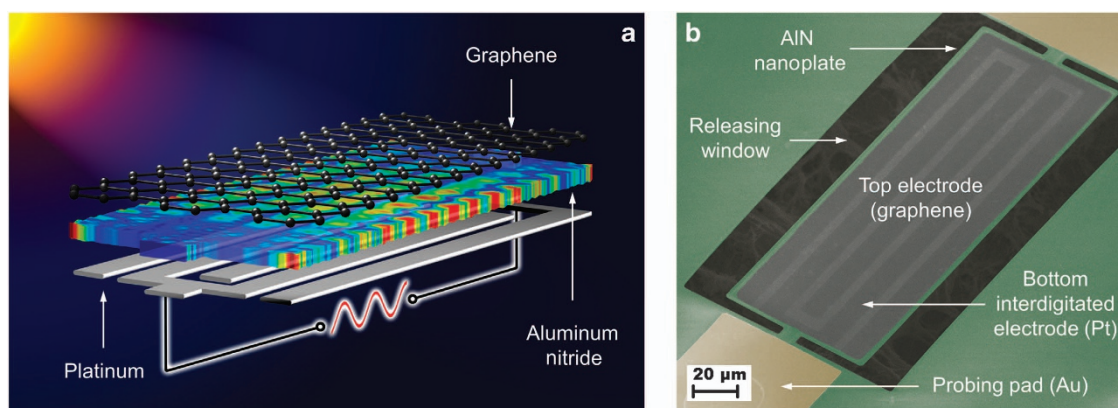 a
Graphene
Platinum
Aluminum
nitride
b
AlN
nanoplate
Releasing
window
Top electrode
(graphene)
Bottom
interdigitated
electrode (Pt)
20 μm
Probing pad (Au)